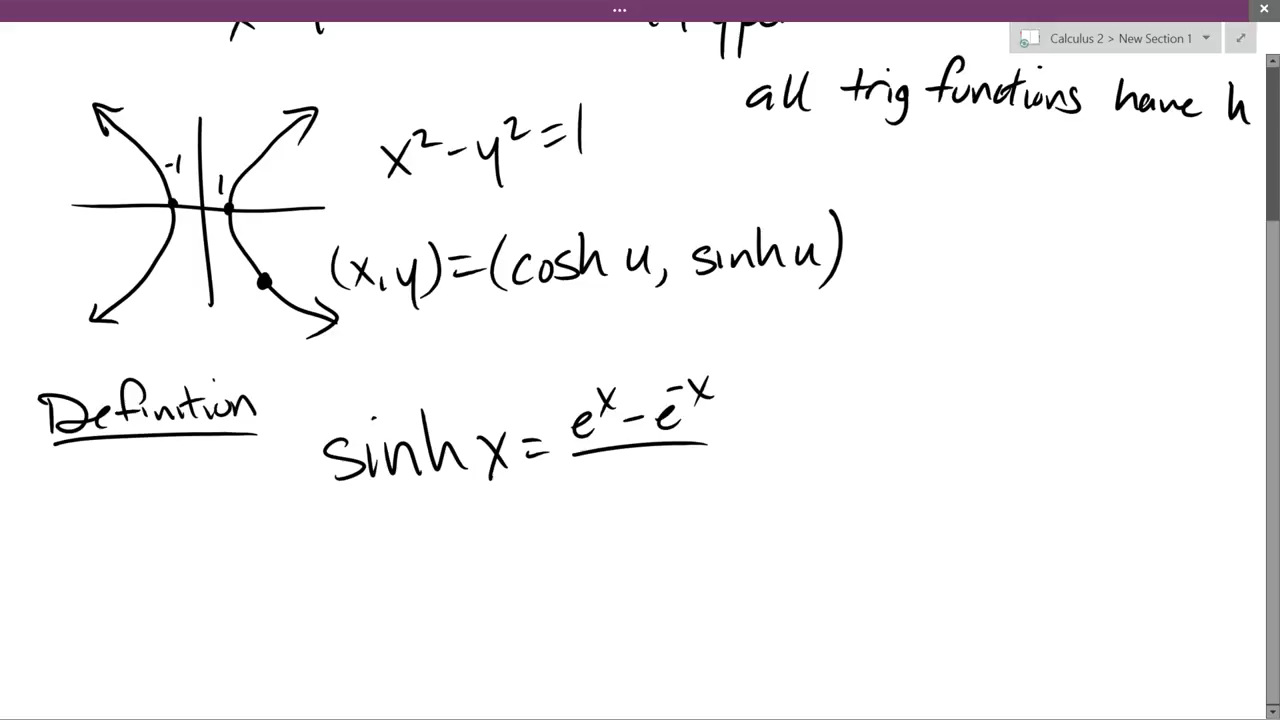 Calculus 2 > New Section 1
all trig functions have h
x² - y² = 1
-1
1
(x, y) = (cosh u, sinh u)
Definition
sinh x = e^x - e^-x